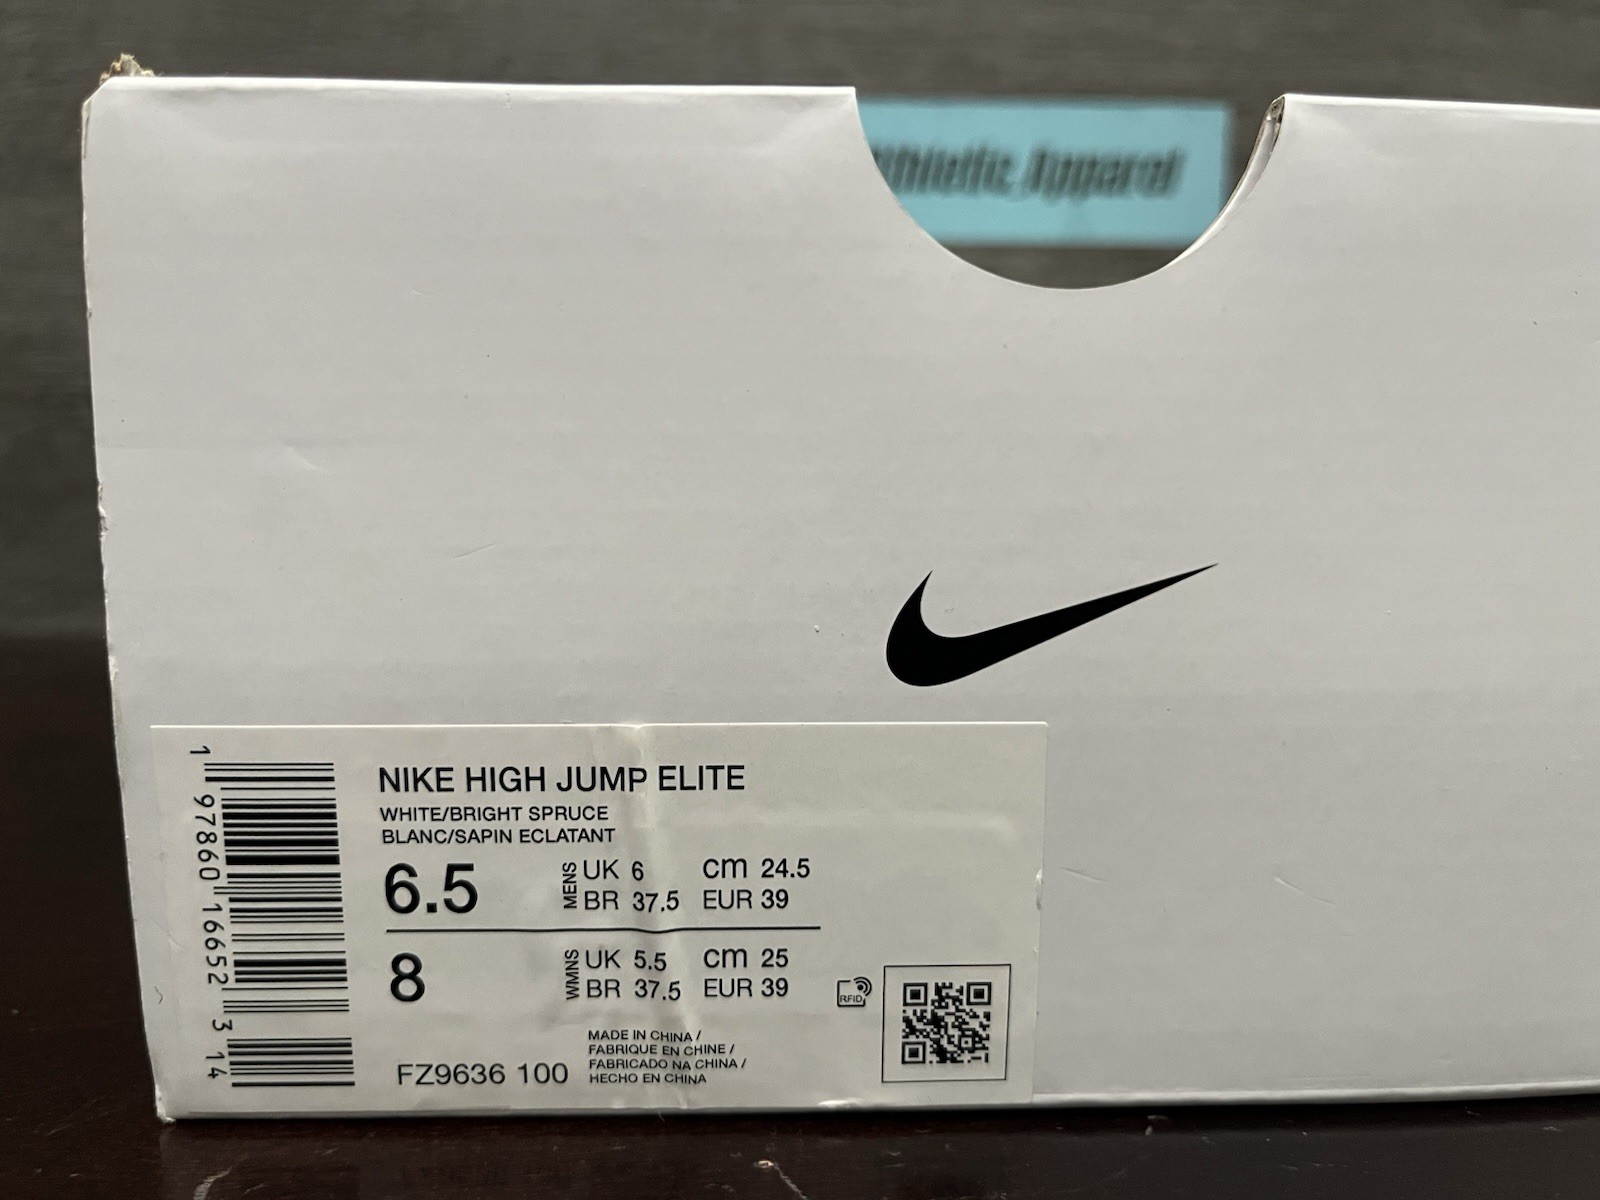 Athletic Apparel
NIKE HIGH JUMP ELITE
WHITE/BRIGHT SPRUCE
BLANC/SAPIN ECLATANT
6.5 MENS UK 6 cm 24.5
BR 37.5 EUR 39
8 WMNS UK 5.5 cm 25
BR 37.5 EUR 39
RFID
MADE IN CHINA /
FABRIQUE EN CHINE /
FABRICADO NA CHINA /
HECHO EN CHINA
FZ9636 100
1 97860 16652 3 14